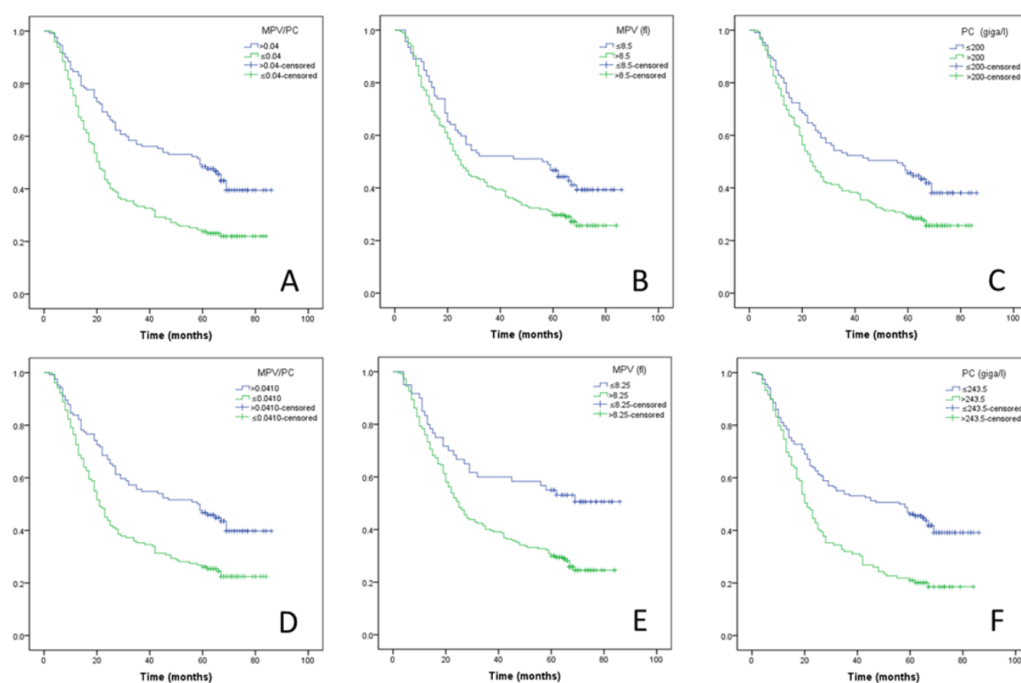 MPV/PC
>0.04
≤0.04
>0.04-censored
≤0.04-censored
1.0
0.8
0.6
0.4
0.2
0.0
0 20 40 60 80 100
Time (months)
A
MPV (fl)
≤8.5
>8.5
≤8.5-censored
>8.5-censored
1.0
0.8
0.6
0.4
0.2
0.0
0 20 40 60 80 100
Time (months)
B
PC (giga/l)
≤200
>200
≤200-censored
>200-censored
1.0
0.8
0.6
0.4
0.2
0.0
0 20 40 60 80 100
Time (months)
C
MPV/PC
>0.0410
≤0.0410
>0.0410-censored
≤0.0410-censored
1.0
0.8
0.6
0.4
0.2
0.0
0 20 40 60 80 100
Time (months)
D
MPV (fl)
≤8.25
>8.25
≤8.25-censored
>8.25-censored
1.0
0.8
0.6
0.4
0.2
0.0
0 20 40 60 80 100
Time (months)
E
PC (giga/l)
≤243.5
>243.5
≤243.5-censored
>243.5-censored
1.0
0.8
0.6
0.4
0.2
0.0
0 20 40 60 80 100
Time (months)
F